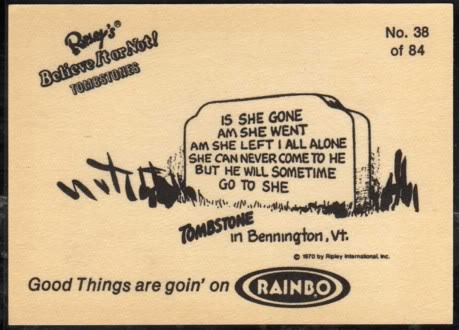 Ripley's
Believe It or Not!
TOMBSTONES
No. 38
of 84
IS SHE GONE
AM SHE WENT
AM SHE LEFT I ALL ALONE
SHE CAN NEVER COME TO HE
BUT HE WILL SOMETIME
GO TO SHE
TOMBSTONE
in Bennington, Vt.
© 1970 by Ripley International, Inc.
Good Things are goin' on RAINBO